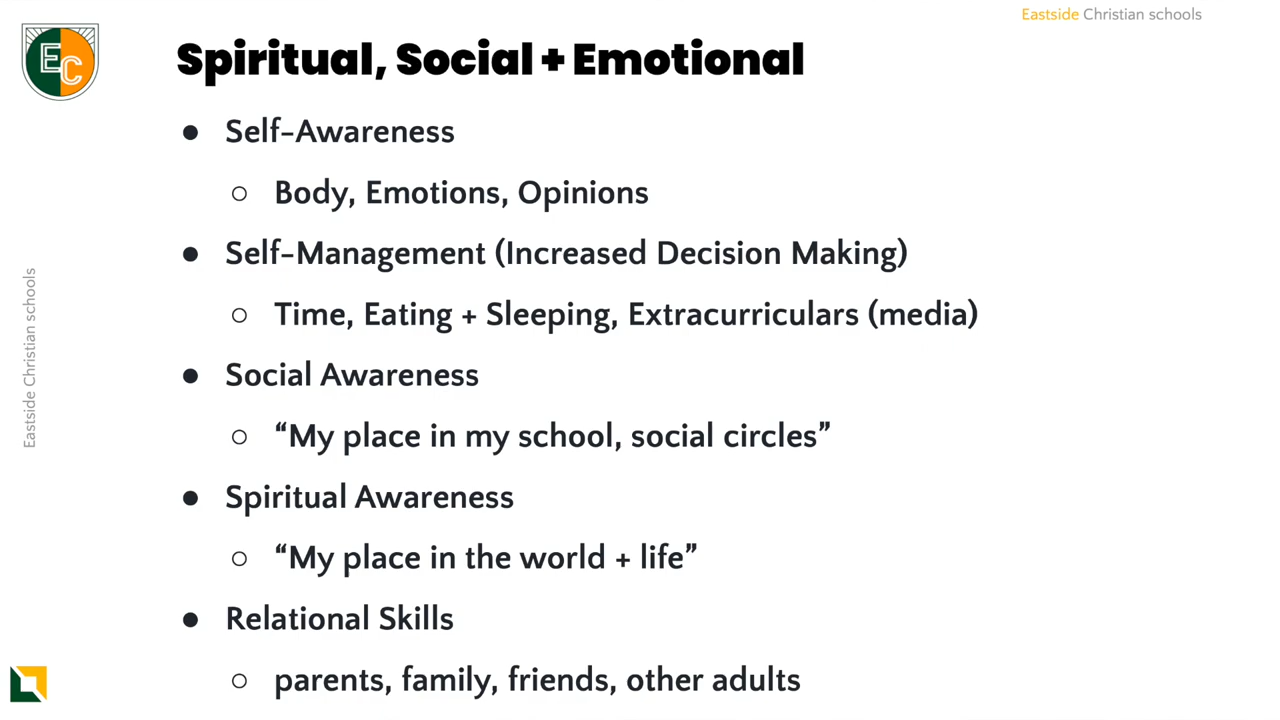 Eastside Christian schools
EC
Spiritual, Social + Emotional
● Self-Awareness
○ Body, Emotions, Opinions
● Self-Management (Increased Decision Making)
○ Time, Eating + Sleeping, Extracurriculars (media)
● Social Awareness
○ “My place in my school, social circles”
● Spiritual Awareness
○ “My place in the world + life”
● Relational Skills
○ parents, family, friends, other adults
Eastside Christian schools